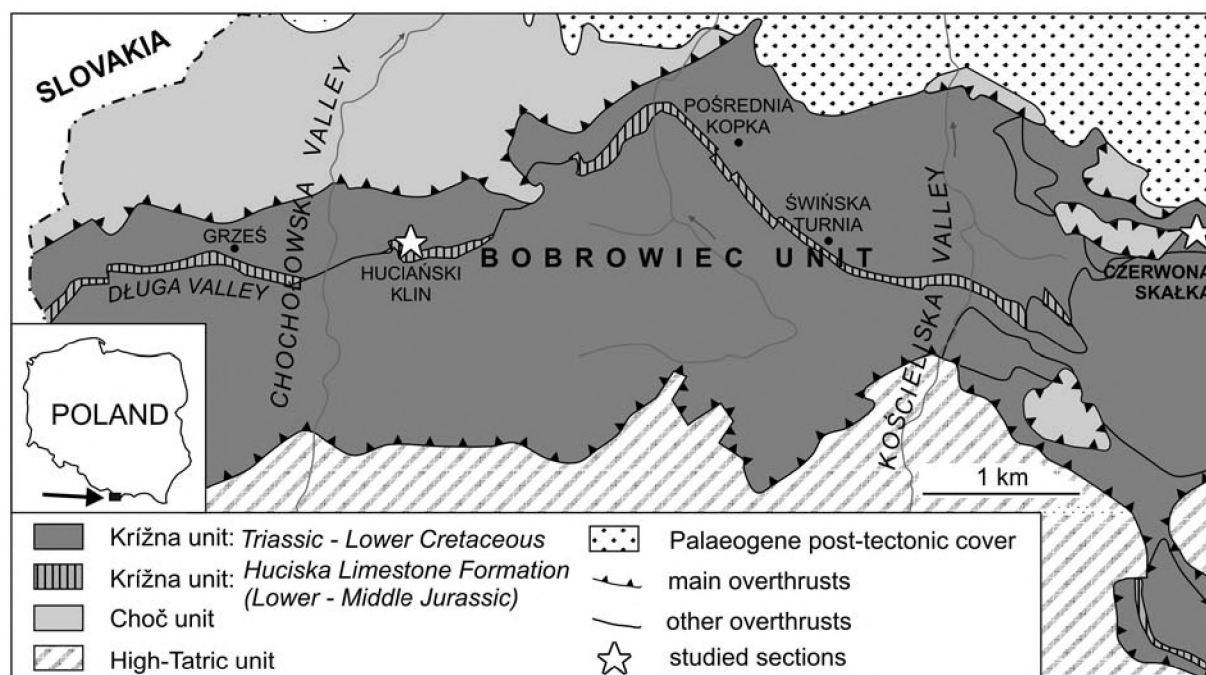 SLOVAKIA
CHOCHOŁOWSKA VALLEY
POŚREDNIA
KOPKA
GRZEŚ
ŚWIŃSKA
TURNIA
KOŚCIELISKA VALLEY
HUCIAŃSKI
KLIN
BOBROWIEC UNIT
DŁUGA VALLEY
CZERWONA
SKAŁKA
POLAND
1 km
Krížna unit: Triassic - Lower Cretaceous
Krížna unit: Huciska Limestone Formation
(Lower - Middle Jurassic)
Choč unit
High-Tatric unit
Palaeogene post-tectonic cover
main overthrusts
other overthrusts
studied sections